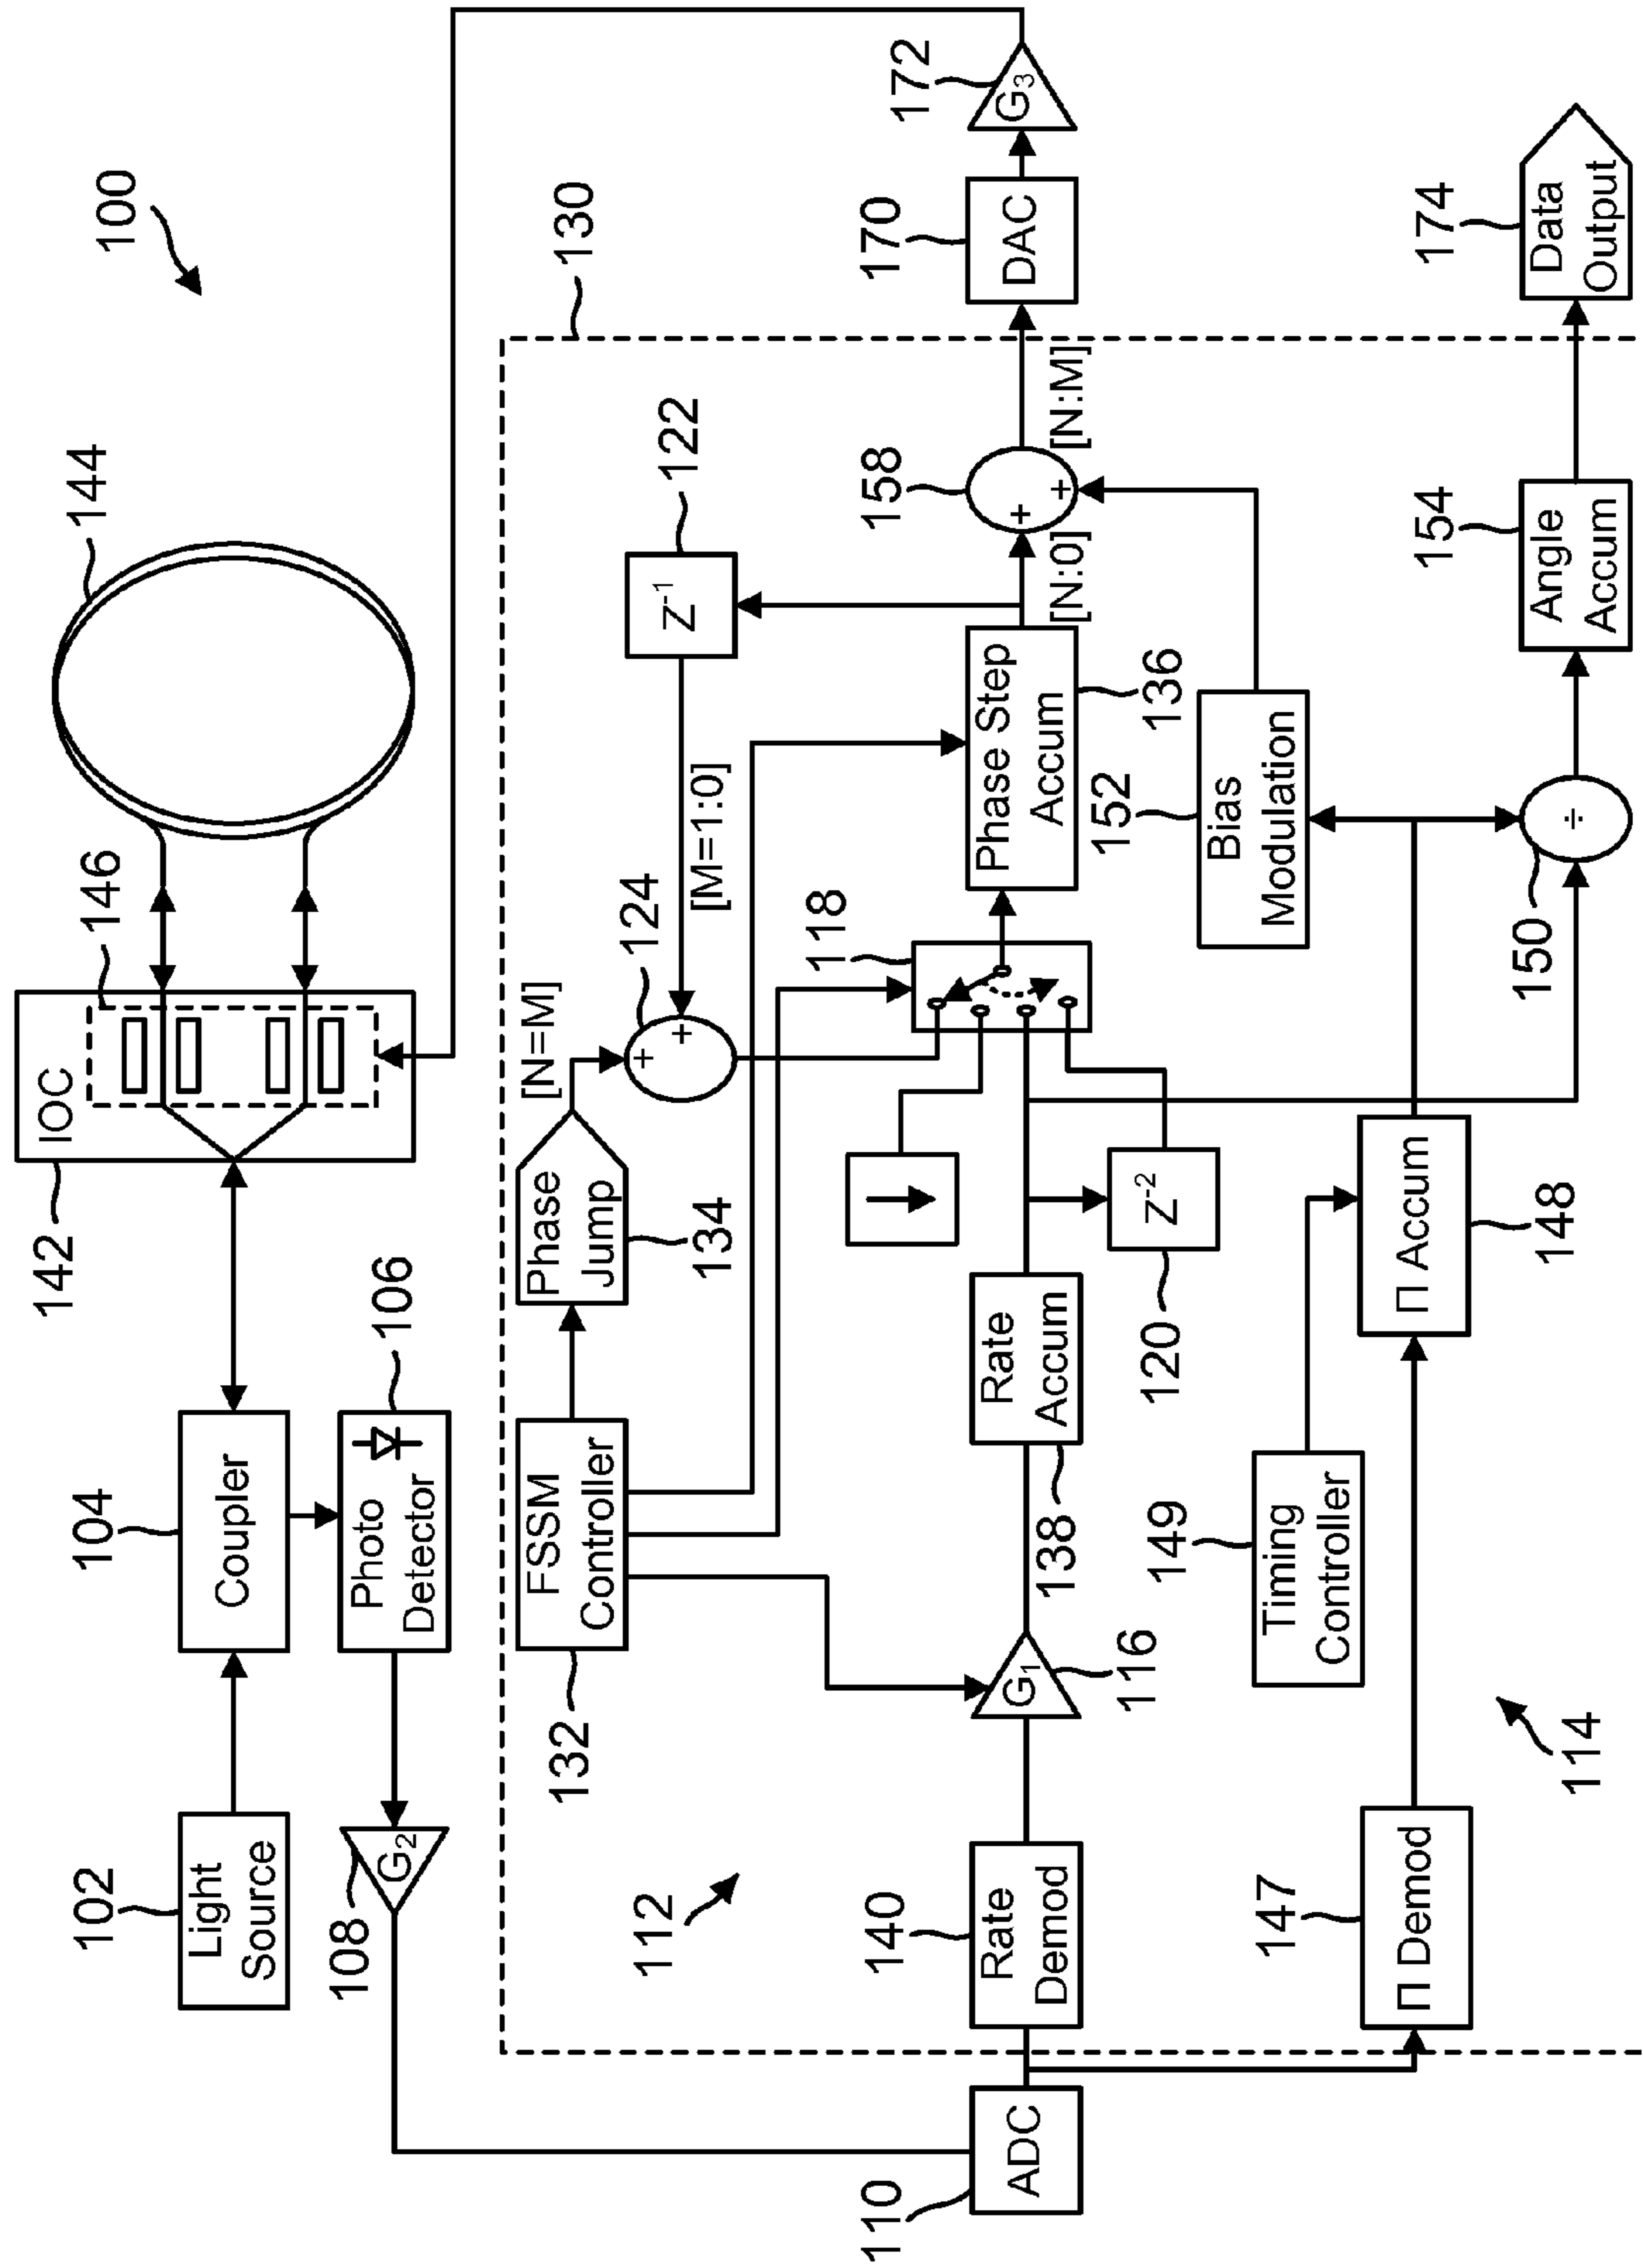 100
102
Light
Source
104
Coupler
142
IOC
146
144
106
Photo
Detector
108
G2
130
132
FSSM
Controller
Phase
Jump
134
[N=M]
124
+
+
[M=1:0]
122
Z-1
112
110
ADC
140
Rate
Demod
G1
116
138
Rate
Accum
120
Z-2
118
Phase Step
Accum
136
[N:0]
158
+
+
[N:M]
170
DAC
172
G3
152
Bias
Modulation
149
Timing
Controller
114
147
Π Demod
Π Accum
148
150
÷
154
Angle
Accum
174
Data
Output